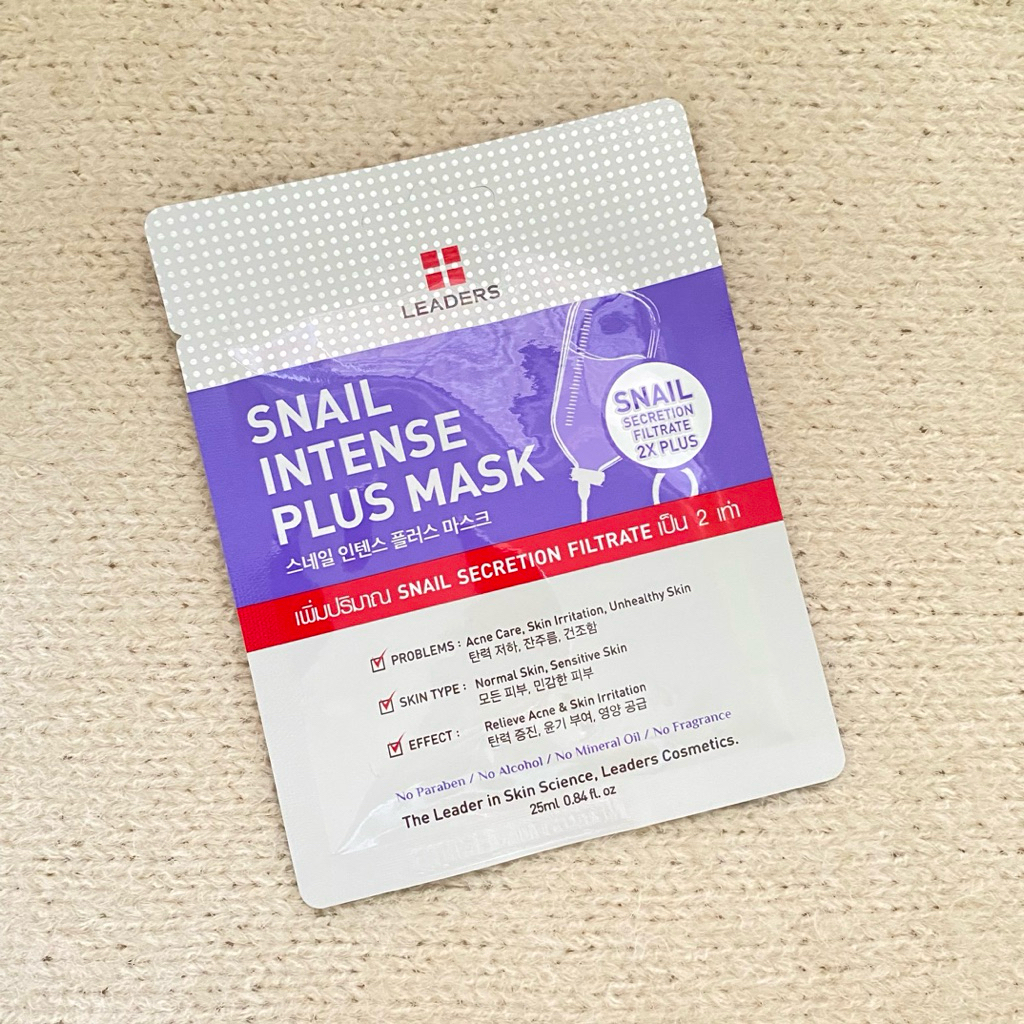 LEADERS
SNAIL
INTENSE
PLUS MASK
스네일 인텐스 플러스 마스크
SNAIL
SECRETION
FILTRATE
2X PLUS
เพิ่มปริมาณ SNAIL SECRETION FILTRATE เป็น 2 เท่า
PROBLEMS : Acne Care, Skin Irritation, Unhealthy Skin
탄력 저하, 잔주름, 건조함
SKIN TYPE : Normal Skin, Sensitive Skin
모든 피부, 민감한 피부
EFFECT : Relieve Acne & Skin Irritation
탄력 증진, 윤기 부여, 영양 공급
No Paraben / No Alcohol / No Mineral Oil / No Fragrance
The Leader in Skin Science, Leaders Cosmetics.
25ml 0.84 fl. oz